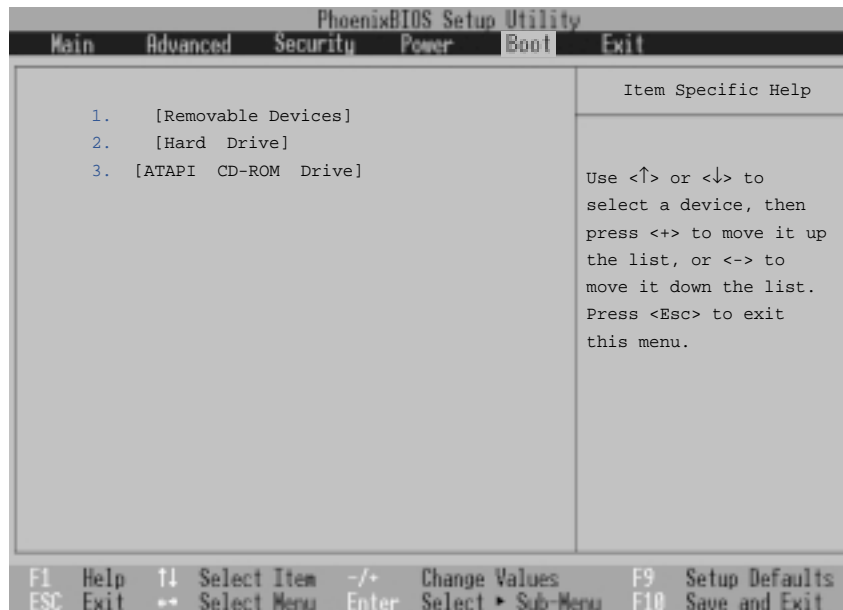 PhoenixBIOS Setup Utility
Main Advanced Security Power Boot Exit
Item Specific Help
1. [Removable Devices]
2. [Hard Drive]
3. [ATAPI CD-ROM Drive]
Use <↑> or <↓> to
select a device, then
press <+> to move it up
the list, or <-> to
move it down the list.
Press <Esc> to exit
this menu.
F1 Help ↑↓ Select Item -/+ Change Values F9 Setup Defaults
ESC Exit ←→ Select Menu Enter Select ▸ Sub-Menu F10 Save and Exit